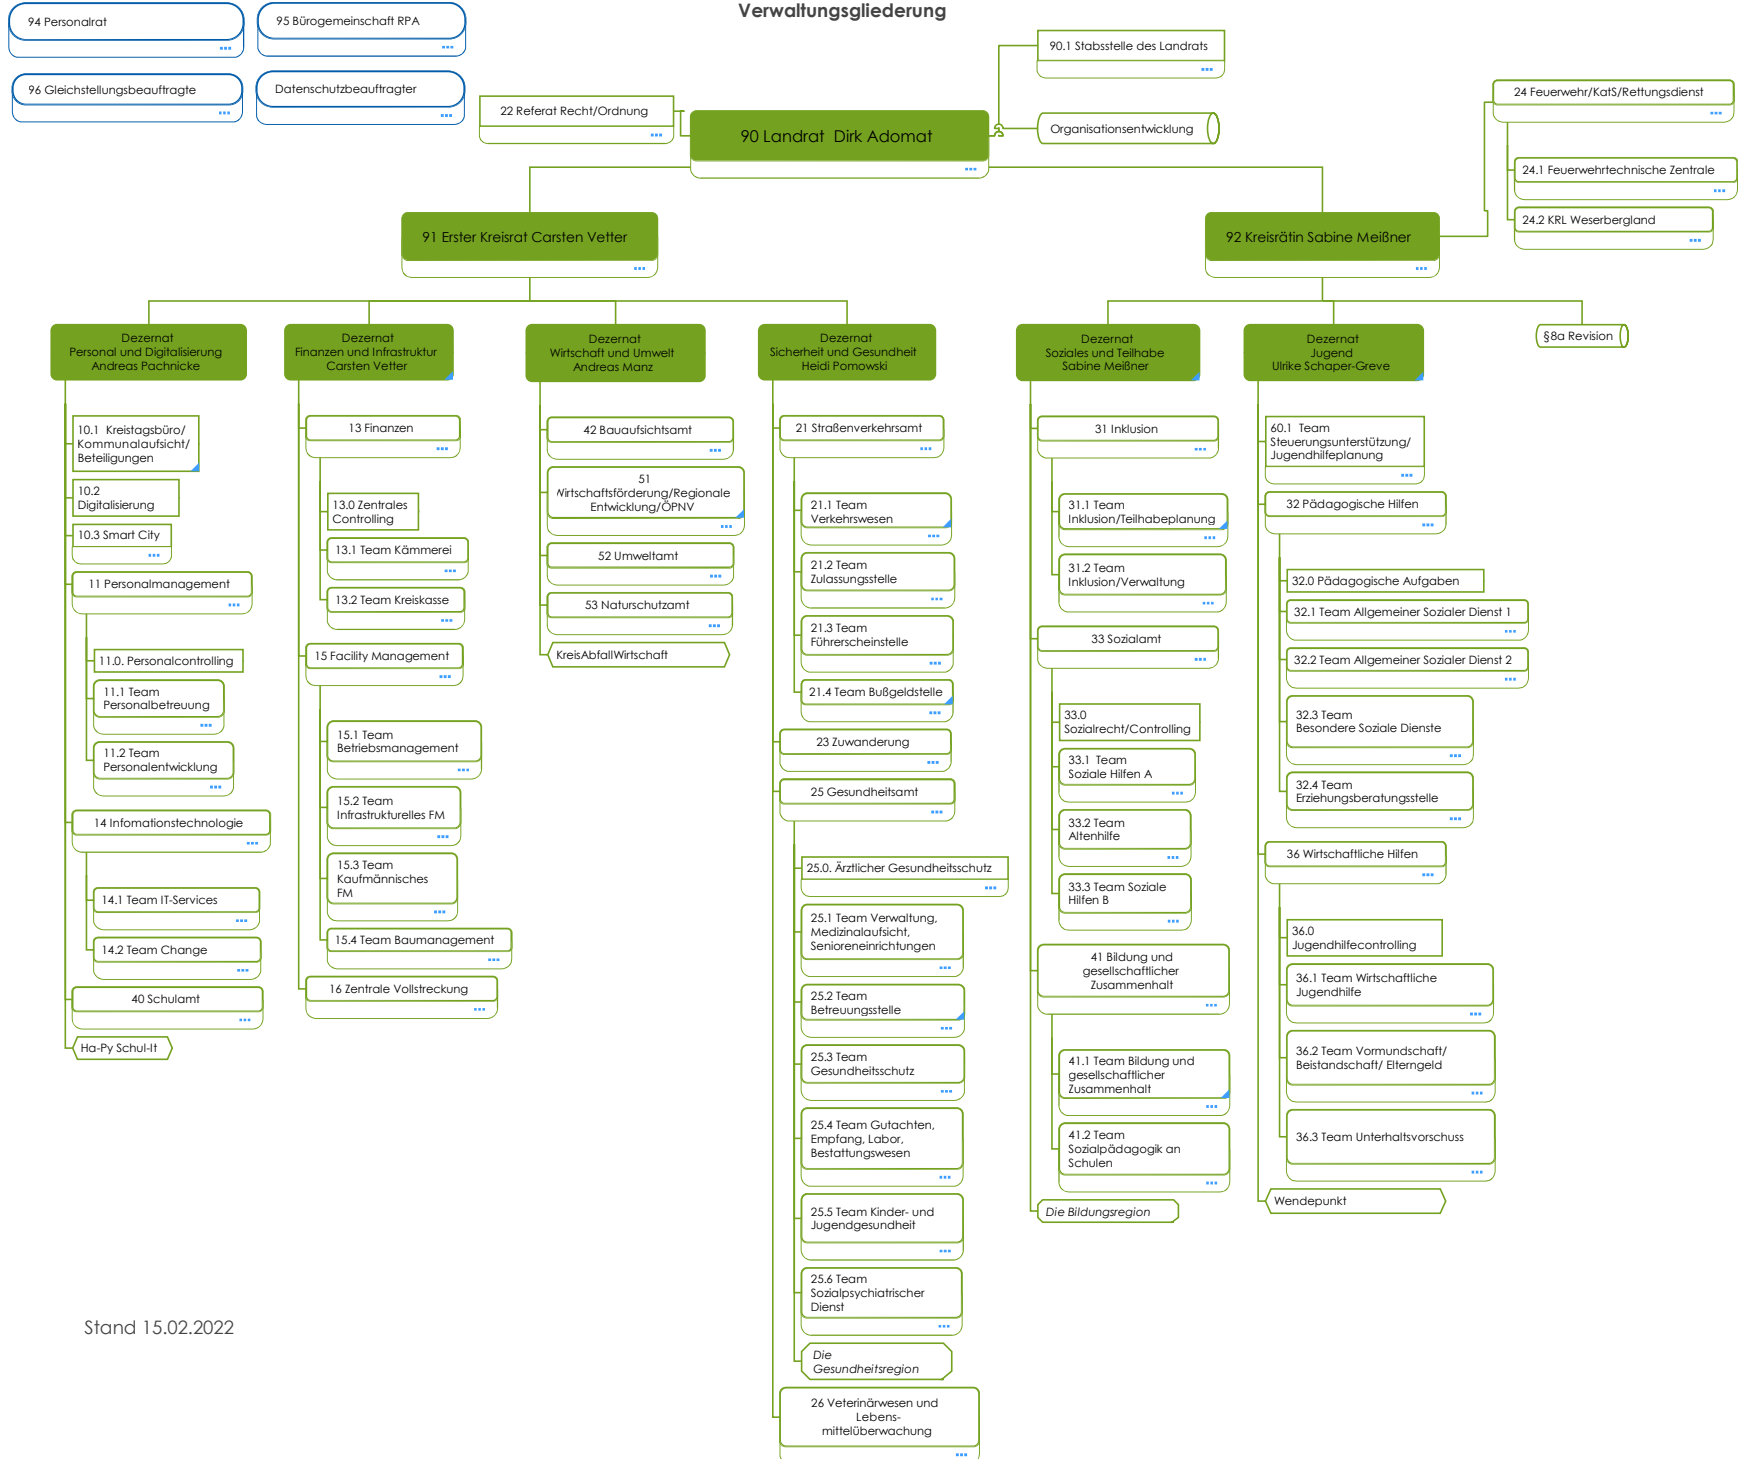 Verwaltungsgliederung
94 Personalrat
95 Bürogemeinschaft RPA
96 Gleichstellungsbeauftragte
Datenschutzbeauftragter
90.1 Stabsstelle des Landrats
22 Referat Recht/Ordnung
90 Landrat  Dirk Adomat
Organisationsentwicklung
24 Feuerwehr/KatS/Rettungsdienst
24.1 Feuerwehrtechnische Zentrale
24.2 KRL Weserbergland
91 Erster Kreisrat Carsten Vetter
92 Kreisrätin Sabine Meißner
Dezernat
Personal und Digitalisierung
Andreas Pachnicke
10.1  Kreistagsbüro/
Kommunalaufsicht/
Beteiligungen
10.2
Digitalisierung
10.3 Smart City
11 Personalmanagement
11.0. Personalcontrolling
11.1 Team
Personalbetreuung
11.2 Team
Personalentwicklung
14 Infomationstechnologie
14.1 Team IT-Services
14.2 Team Change
40 Schulamt
Ha-Py Schul-It
Dezernat
Finanzen und Infrastruktur
Carsten Vetter
13 Finanzen
13.0 Zentrales
Controlling
13.1 Team Kämmerei
13.2 Team Kreiskasse
15 Facility Management
15.1 Team
Betriebsmanagement
15.2 Team
Infrastrukturelles FM
15.3 Team
Kaufmännisches
FM
15.4 Team Baumanagement
16 Zentrale Vollstreckung
Dezernat
Wirtschaft und Umwelt
Andreas Manz
42 Bauaufsichtsamt
51
Wirtschaftsförderung/Regionale
Entwicklung/ÖPNV
52 Umweltamt
53 Naturschutzamt
KreisAbfallWirtschaft
Dezernat
Sicherheit und Gesundheit
Heidi Pomowski
21 Straßenverkehrsamt
21.1 Team
Verkehrswesen
21.2 Team
Zulassungsstelle
21.3 Team
Führerscheinstelle
21.4 Team Bußgeldstelle
23 Zuwanderung
25 Gesundheitsamt
25.0. Ärztlicher Gesundheitsschutz
25.1 Team Verwaltung,
Medizinalaufsicht,
Senioreneinrichtungen
25.2 Team
Betreuungsstelle
25.3 Team
Gesundheitsschutz
25.4 Team Gutachten,
Empfang, Labor,
Bestattungswesen
25.5 Team Kinder- und
Jugendgesundheit
25.6 Team
Sozialpsychiatrischer
Dienst
Die
Gesundheitsregion
26 Veterinärwesen und
Lebens-
mittelüberwachung
Dezernat
Soziales und Teilhabe
Sabine Meißner
31 Inklusion
31.1 Team
Inklusion/Teilhabeplanung
31.2 Team
Inklusion/Verwaltung
33 Sozialamt
33.0
Sozialrecht/Controlling
33.1  Team
Soziale Hilfen A
33.2 Team
Altenhilfe
33.3 Team Soziale
Hilfen B
41 Bildung und
gesellschaftlicher
Zusammenhalt
41.1 Team Bildung und
gesellschaftlicher
Zusammenhalt
41.2 Team
Sozialpädagogik an
Schulen
Die Bildungsregion
Dezernat
Jugend
Ulrike Schaper-Greve
60.1  Team
Steuerungsunterstützung/
Jugendhilfeplanung
32 Pädagogische Hilfen
32.0 Pädagogische Aufgaben
32.1 Team Allgemeiner Sozialer Dienst 1
32.2 Team Allgemeiner Sozialer Dienst 2
32.3 Team
Besondere Soziale Dienste
32.4 Team
Erziehungsberatungsstelle
36 Wirtschaftliche Hilfen
36.0
Jugendhilfecontrolling
36.1 Team Wirtschaftliche
Jugendhilfe
36.2 Team Vormundschaft/
Beistandschaft/ Elterngeld
36.3 Team Unterhaltsvorschuss
Wendepunkt
§8a Revision
Stand 15.02.2022